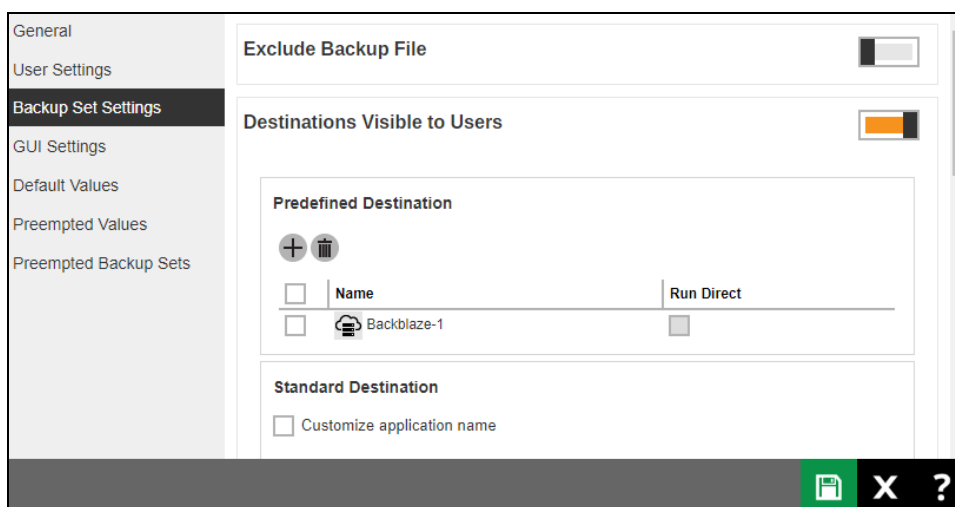 General
User Settings
Backup Set Settings
GUI Settings
Default Values
Preempted Values
Preempted Backup Sets
Exclude Backup File
Destinations Visible to Users
Predefined Destination
Name Run Direct
Backblaze-1
Standard Destination
Customize application name
X ?